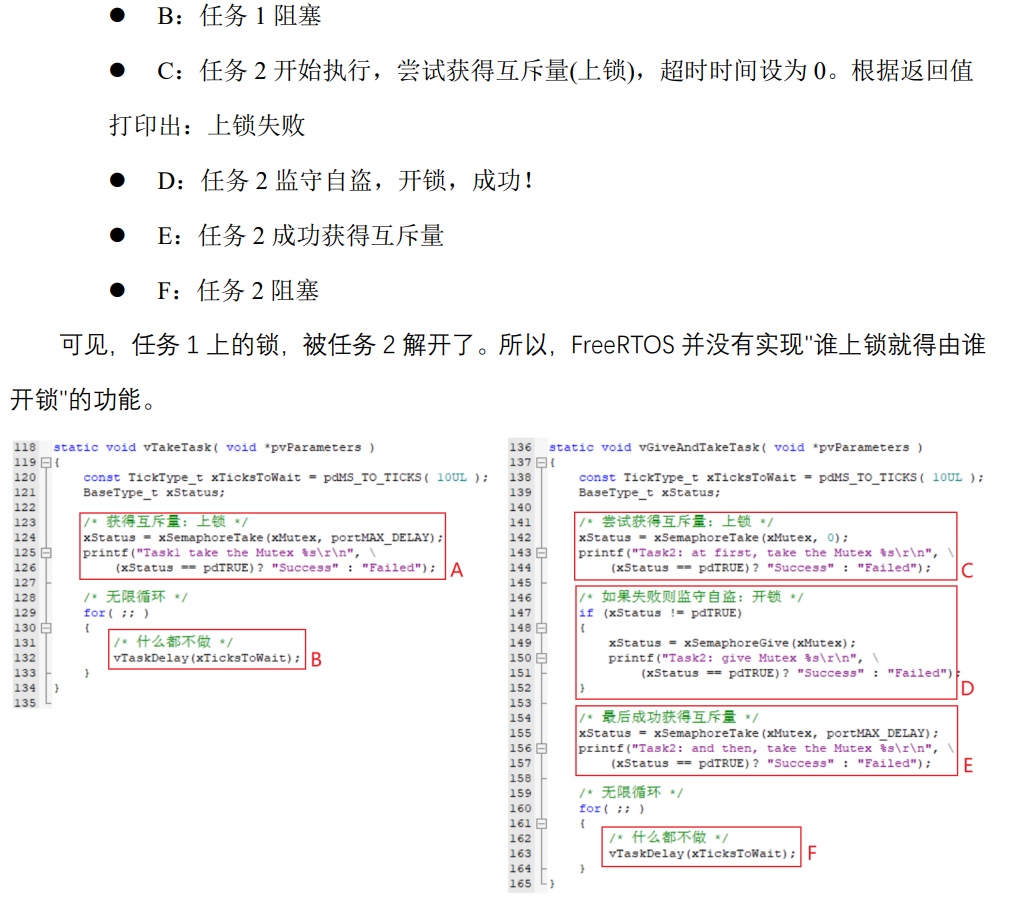 ● B：任务 1 阻塞
● C：任务 2 开始执行，尝试获得互斥量(上锁)，超时时间设为 0。根据返回值
打印出：上锁失败
● D：任务 2 监守自盗，开锁，成功！
● E：任务 2 成功获得互斥量
● F：任务 2 阻塞
可见，任务 1 上的锁，被任务 2 解开了。所以，FreeRTOS 并没有实现"谁上锁就得由谁
开锁"的功能。
118 static void vTakeTask( void *pvParameters )
119 {
120 const TickType_t xTicksToWait = pdMS_TO_TICKS( 10UL );
121 BaseType_t xStatus;
122
123 /* 获得互斥量: 上锁 */
124 xStatus = xSemaphoreTake(xMutex, portMAX_DELAY);
125 printf("Task1 take the Mutex %s\r\n", \
126 (xStatus == pdTRUE)? "Success" : "Failed");
A
127
128 /* 无限循环 */
129 for( ;; )
130 {
131 /* 什么都不做 */
132 vTaskDelay(xTicksToWait);
B
133 }
134 }
135
136 static void vGiveAndTakeTask( void *pvParameters )
137 {
138 const TickType_t xTicksToWait = pdMS_TO_TICKS( 10UL );
139 BaseType_t xStatus;
140
141 /* 尝试获得互斥量: 上锁 */
142 xStatus = xSemaphoreTake(xMutex, 0);
143 printf("Task2: at first, take the Mutex %s\r\n", \
144 (xStatus == pdTRUE)? "Success" : "Failed");
C
145
146 /* 如果失败则监守自盗: 开锁 */
147 if (xStatus != pdTRUE)
148 {
149 xStatus = xSemaphoreGive(xMutex);
150 printf("Task2: give Mutex %s\r\n", \
151 (xStatus == pdTRUE)? "Success" : "Failed");
152 }
D
153
154 /* 最后成功获得互斥量 */
155 xStatus = xSemaphoreTake(xMutex, portMAX_DELAY);
156 printf("Task2: and then, take the Mutex %s\r\n", \
157 (xStatus == pdTRUE)? "Success" : "Failed");
E
158
159 /* 无限循环 */
160 for( ;; )
161 {
162 /* 什么都不做 */
163 vTaskDelay(xTicksToWait);
F
164 }
165 }